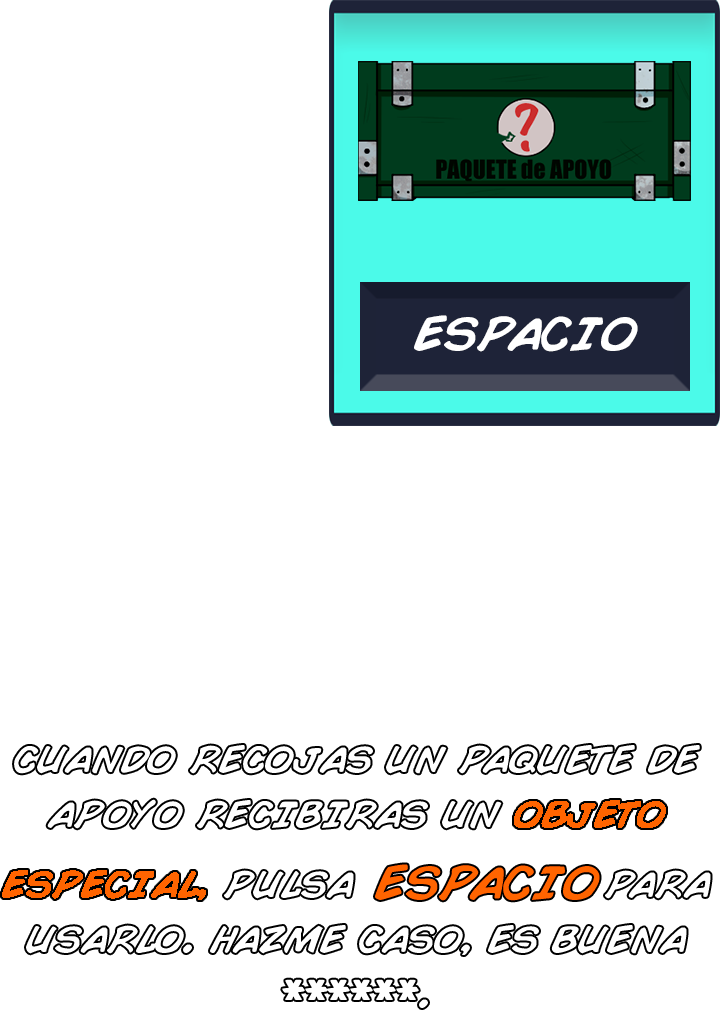 ?
PAQUETE de APOYO
ESPACIO
CUANDO RECOJAS UN PAQUETE DE
APOYO RECIBIRAS UN OBJETO
ESPECIAL, PULSA ESPACIO PARA
USARLO. HAZME CASO, ES BUENA
******.